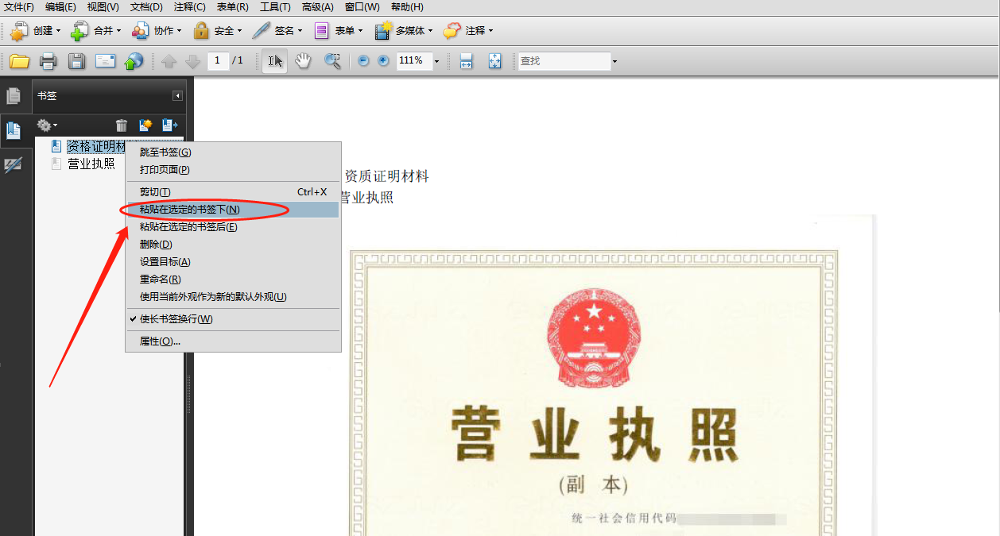 文件(F) 编辑(E) 视图(V) 文档(D) 注释(C) 表单(R) 工具(T) 高级(A) 窗口(W) 帮助(H)
创建 合并 协作 安全 签名 表单 多媒体 注释
1 / 1 111% 查找
书签
资格证明材
营业执照
跳至书签(G)
打印页面(P)
剪切(T) Ctrl+X
粘贴在选定的书签下(N)
粘贴在选定的书签后(E)
删除(D)
设置目标(A)
重命名(R)
使用当前外观作为新的默认外观(U)
使长书签换行(W)
属性(O)...
资质证明材料
营业执照
营业执照
(副 本)
统一社会信用代码